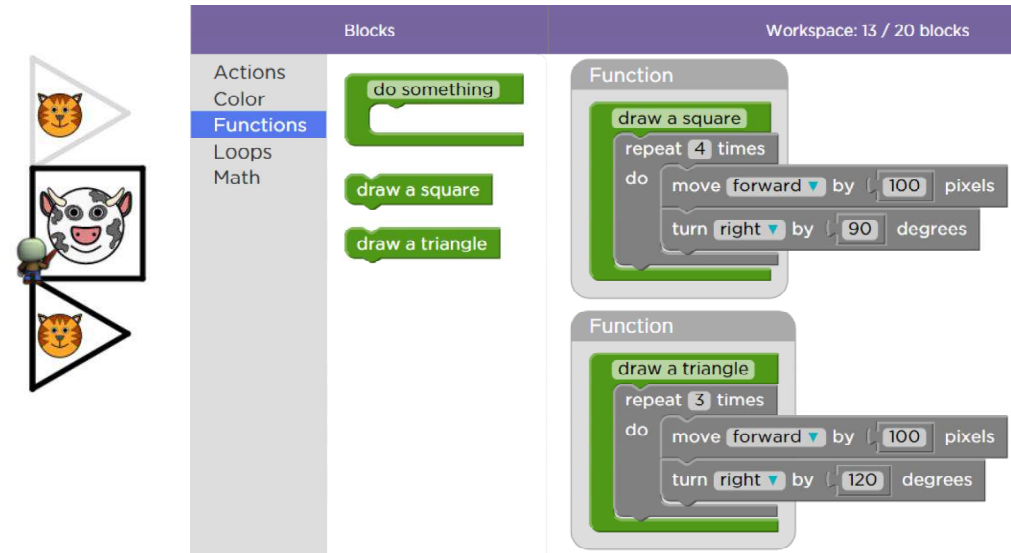 Blocks
Workspace: 13 / 20 blocks
Actions
Color
Functions
Loops
Math
do something
draw a square
draw a triangle
Function
draw a square
repeat 4 times
do
move forward ▼ by 100 pixels
turn right ▼ by 90 degrees
Function
draw a triangle
repeat 3 times
do
move forward ▼ by 100 pixels
turn right ▼ by 120 degrees